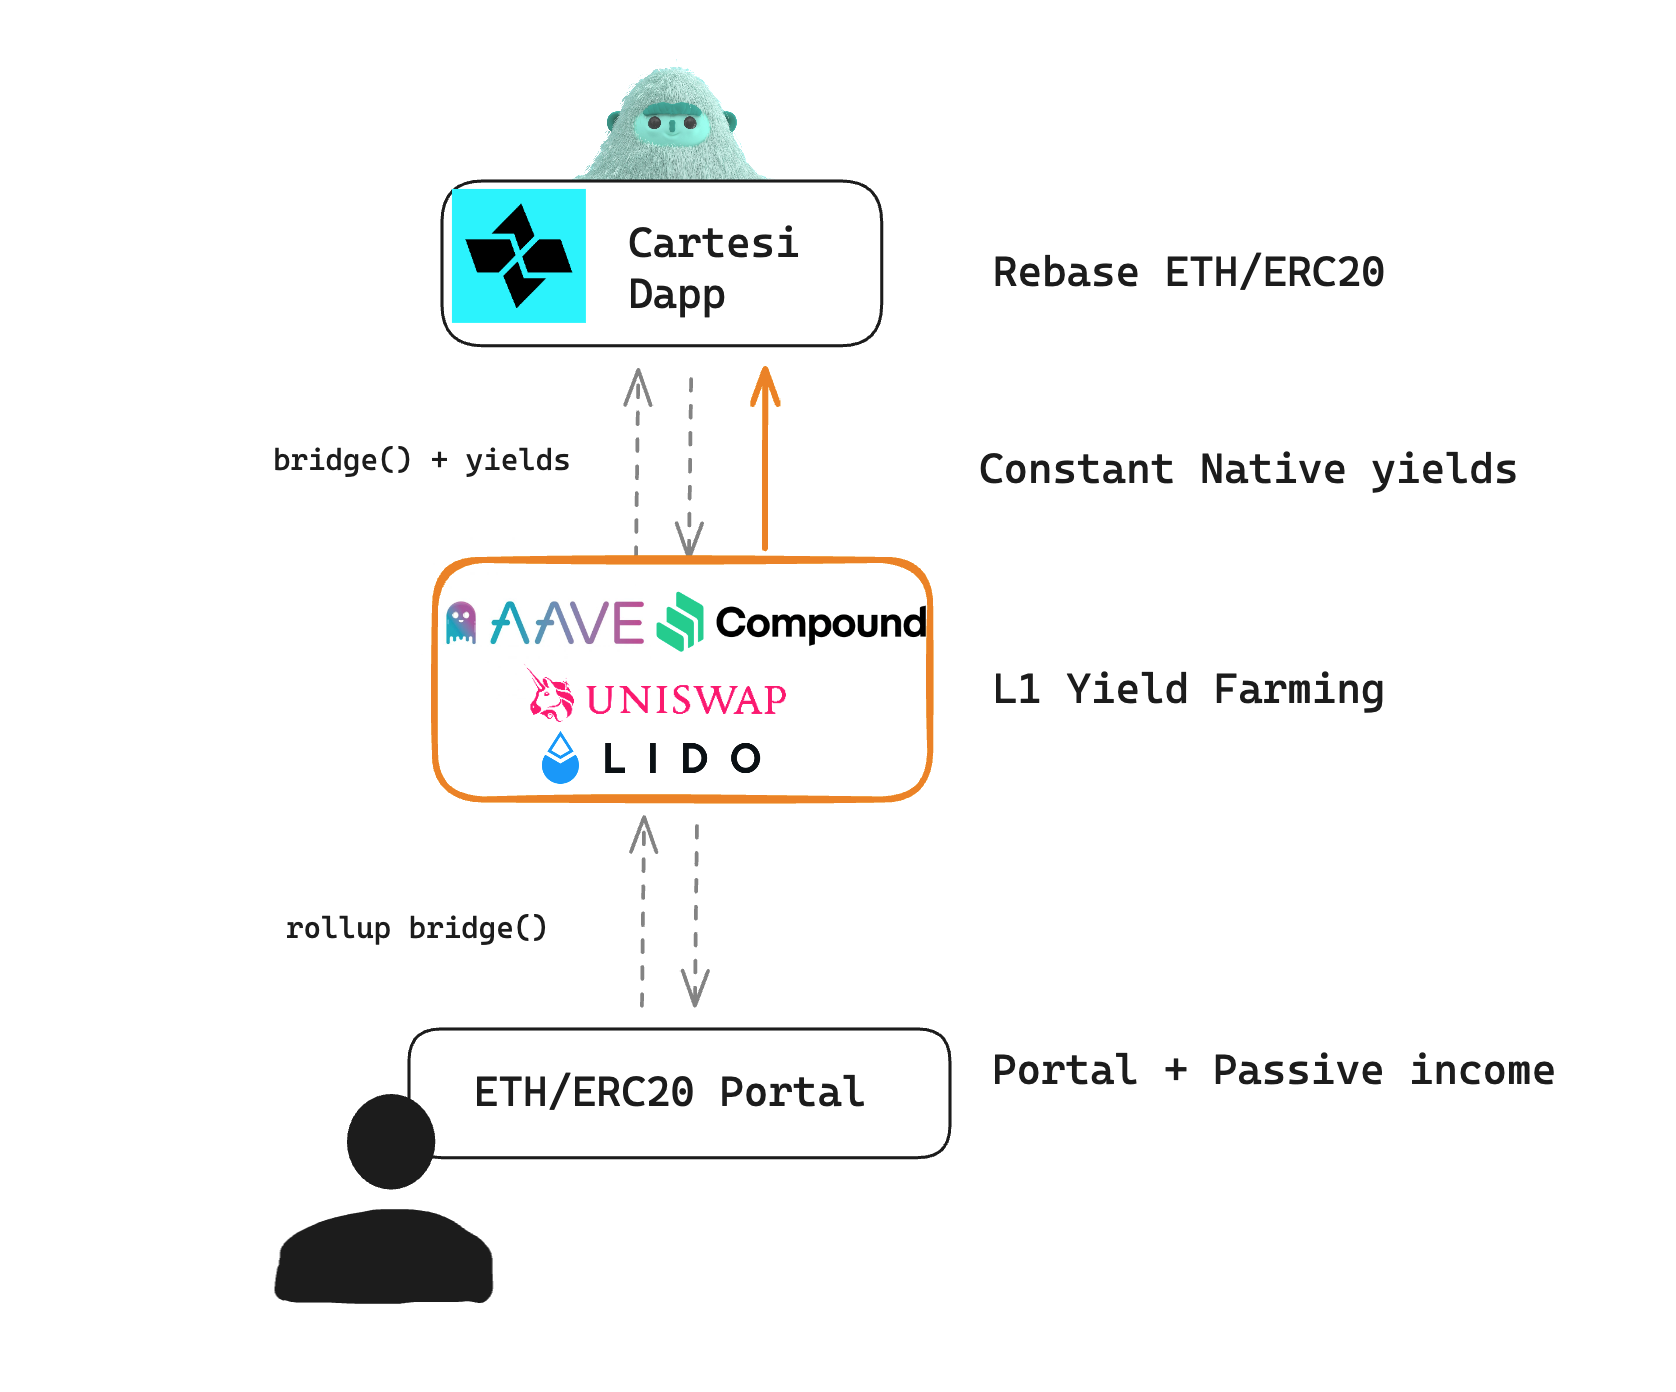 Cartesi
Dapp
Rebase ETH/ERC20
bridge() + yields
Constant Native yields
AAVE
Compound
UNISWAP
LIDO
L1 Yield Farming
rollup bridge()
ETH/ERC20 Portal
Portal + Passive income